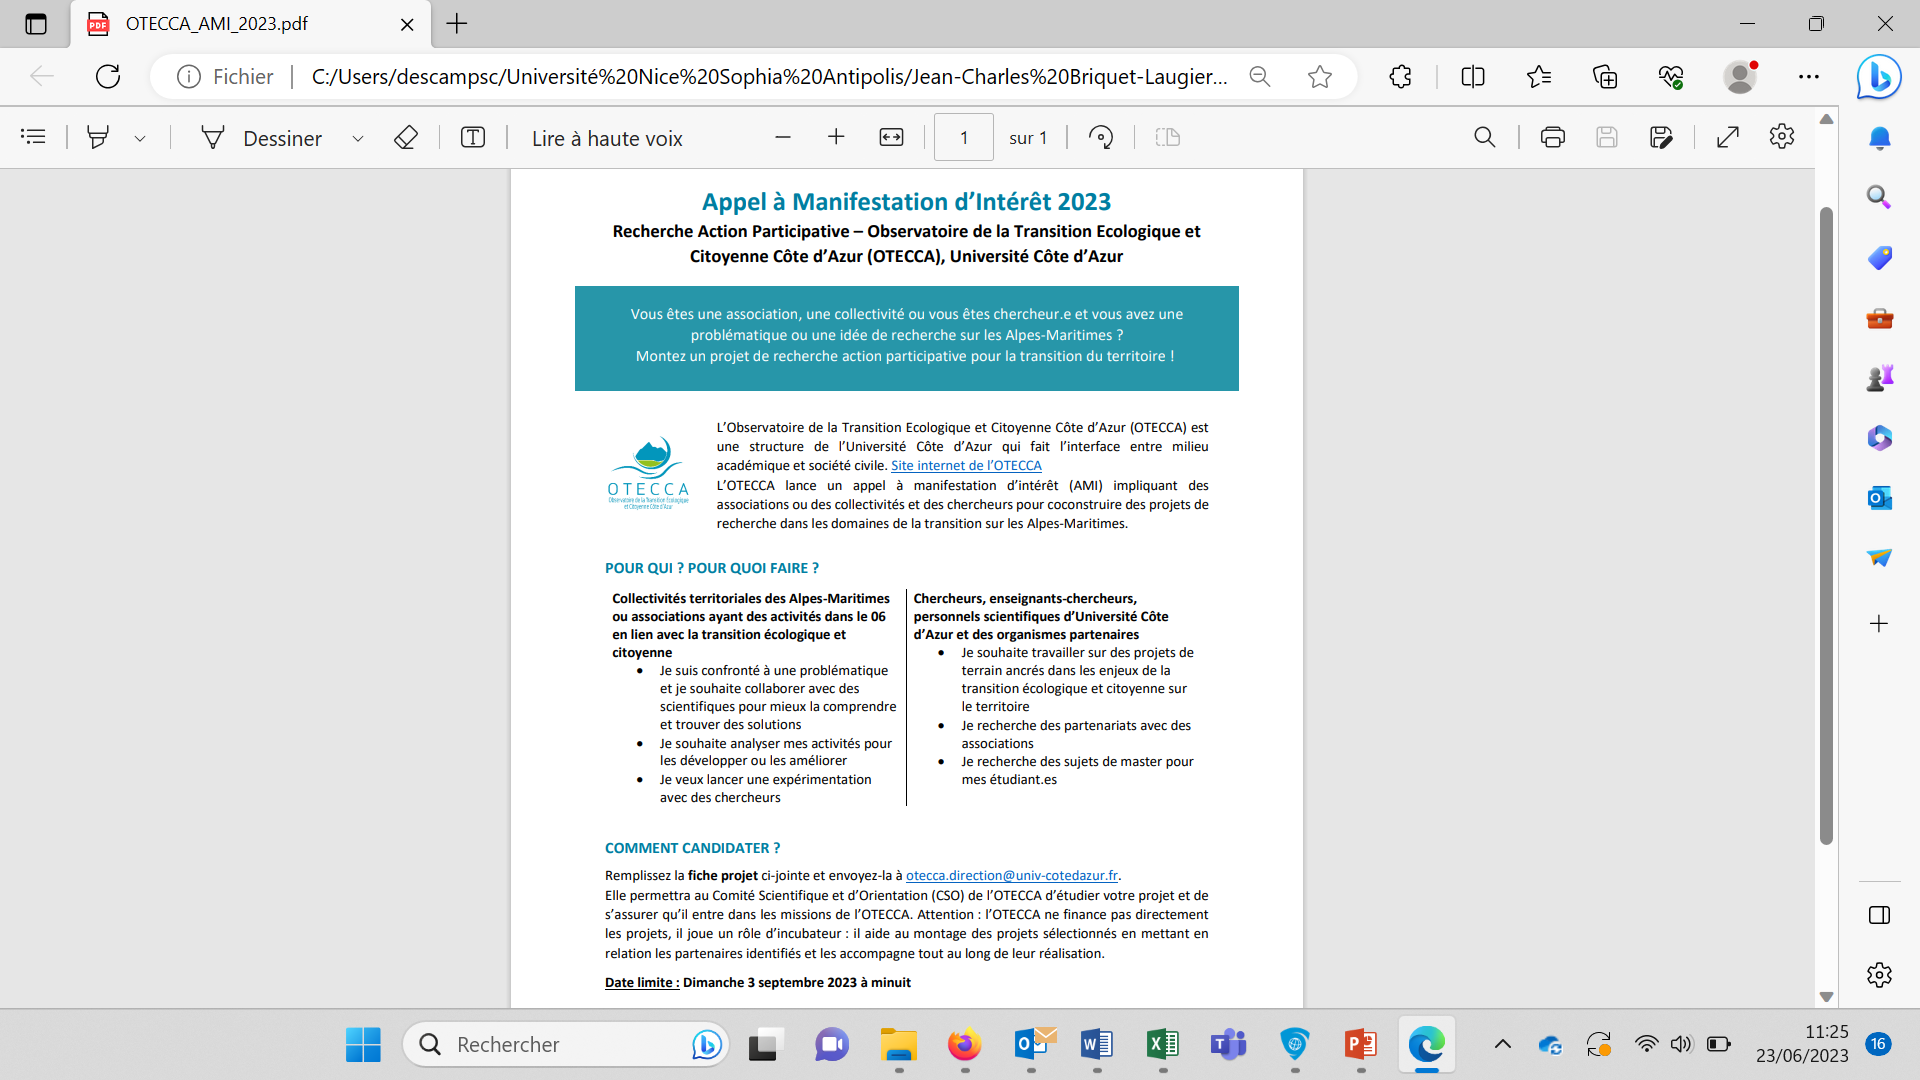 OTECCA_AMI_2023.pdf
Fichier
C:/Users/descampsc/Université%20Nice%20Sophia%20Antipolis/Jean-Charles%20Briquet-Laugier...
Dessiner
Lire à haute voix
1
sur 1
Appel à Manifestation d’Intérêt 2023
Recherche Action Participative – Observatoire de la Transition Ecologique et
Citoyenne Côte d’Azur (OTECCA), Université Côte d’Azur
Vous êtes une association, une collectivité ou vous êtes chercheur.e et vous avez une
problématique ou une idée de recherche sur les Alpes-Maritimes ?
Montez un projet de recherche action participative pour la transition du territoire !
OTECCA
Observatoire de la Transition Ecologique
et Citoyenne Côte d'Azur
L’Observatoire de la Transition Ecologique et Citoyenne Côte d’Azur (OTECCA) est
une structure de l’Université Côte d’Azur qui fait l’interface entre milieu
académique et société civile. Site internet de l’OTECCA
L’OTECCA lance un appel à manifestation d’intérêt (AMI) impliquant des
associations ou des collectivités et des chercheurs pour coconstruire des projets de
recherche dans les domaines de la transition sur les Alpes-Maritimes.
POUR QUI ? POUR QUOI FAIRE ?
Collectivités territoriales des Alpes-Maritimes
ou associations ayant des activités dans le 06
en lien avec la transition écologique et
citoyenne
• Je suis confronté à une problématique
et je souhaite collaborer avec des
scientifiques pour mieux la comprendre
et trouver des solutions
• Je souhaite analyser mes activités pour
les développer ou les améliorer
• Je veux lancer une expérimentation
avec des chercheurs
Chercheurs, enseignants-chercheurs,
personnels scientifiques d’Université Côte
d’Azur et des organismes partenaires
• Je souhaite travailler sur des projets de
terrain ancrés dans les enjeux de la
transition écologique et citoyenne sur
le territoire
• Je recherche des partenariats avec des
associations
• Je recherche des sujets de master pour
mes étudiant.es
COMMENT CANDIDATER ?
Remplissez la fiche projet ci-jointe et envoyez-la à otecca.direction@univ-cotedazur.fr.
Elle permettra au Comité Scientifique et d’Orientation (CSO) de l’OTECCA d’étudier votre projet et de
s’assurer qu’il entre dans les missions de l’OTECCA. Attention : l’OTECCA ne finance pas directement
les projets, il joue un rôle d’incubateur : il aide au montage des projets sélectionnés en mettant en
relation les partenaires identifiés et les accompagne tout au long de leur réalisation.
Date limite : Dimanche 3 septembre 2023 à minuit
Rechercher
11:25
23/06/2023
16